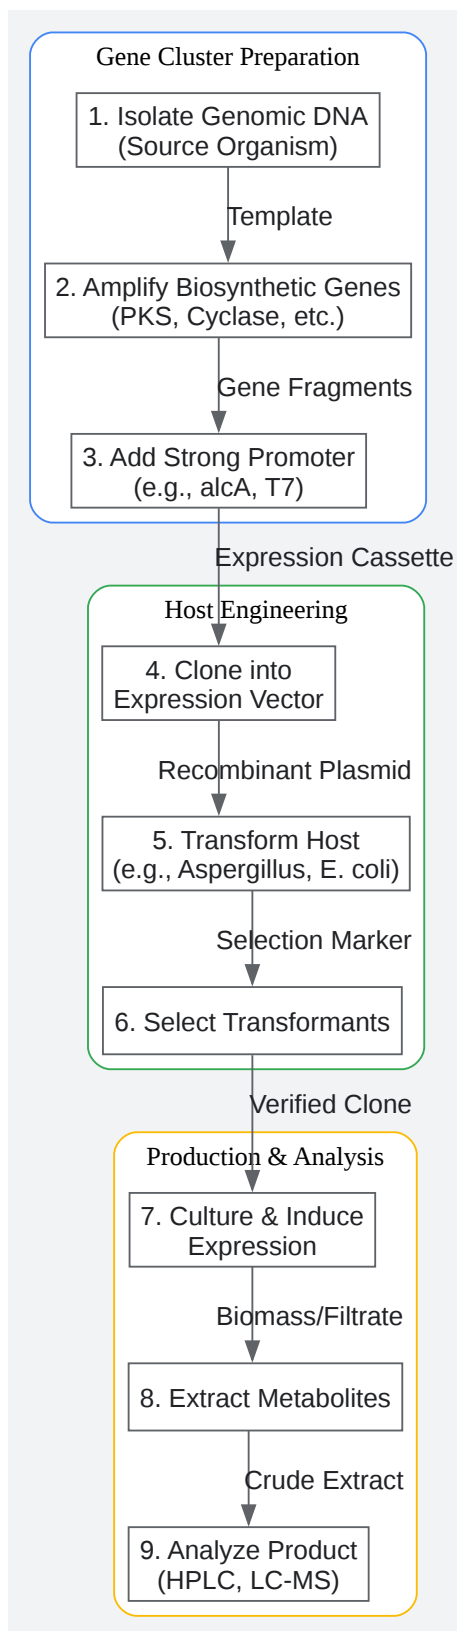 Gene Cluster Preparation
1. Isolate Genomic DNA
(Source Organism)
Template
2. Amplify Biosynthetic Genes
(PKS, Cyclase, etc.)
Gene Fragments
3. Add Strong Promoter
(e.g., alcA, T7)
Expression Cassette
Host Engineering
4. Clone into
Expression Vector
Recombinant Plasmid
5. Transform Host
(e.g., Aspergillus, E. coli)
Selection Marker
6. Select Transformants
Verified Clone
Production & Analysis
7. Culture & Induce
Expression
Biomass/Filtrate
8. Extract Metabolites
Crude Extract
9. Analyze Product
(HPLC, LC-MS)